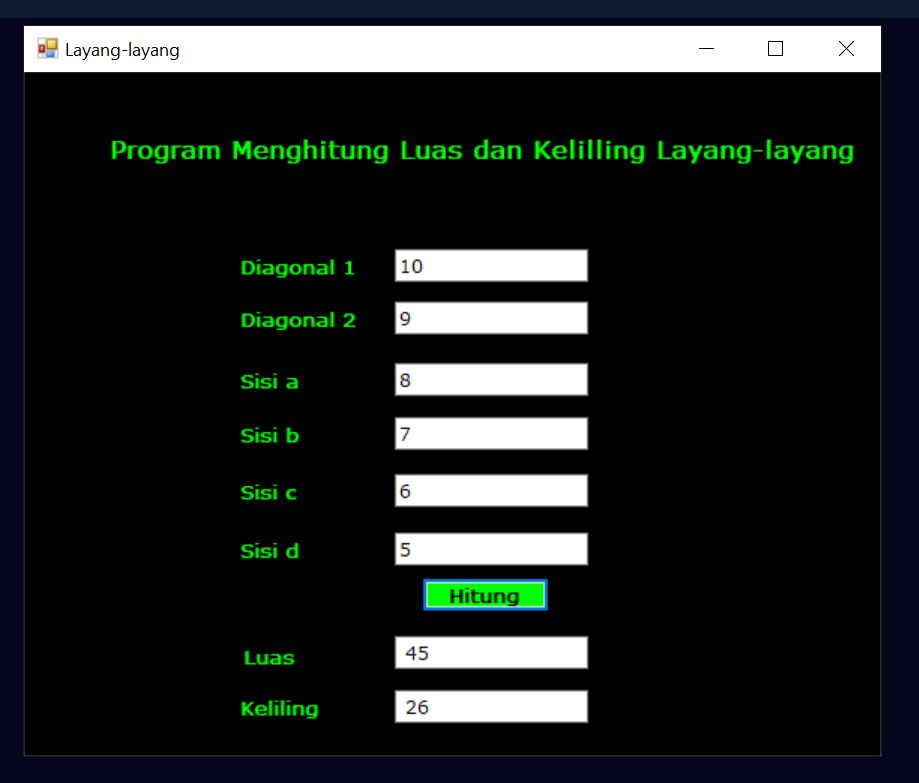 Layang-layang
Program Menghitung Luas dan Kelilling Layang-layang
Diagonal 1 10
Diagonal 2 9
Sisi a 8
Sisi b 7
Sisi c 6
Sisi d 5
Hitung
Luas 45
Keliling 26